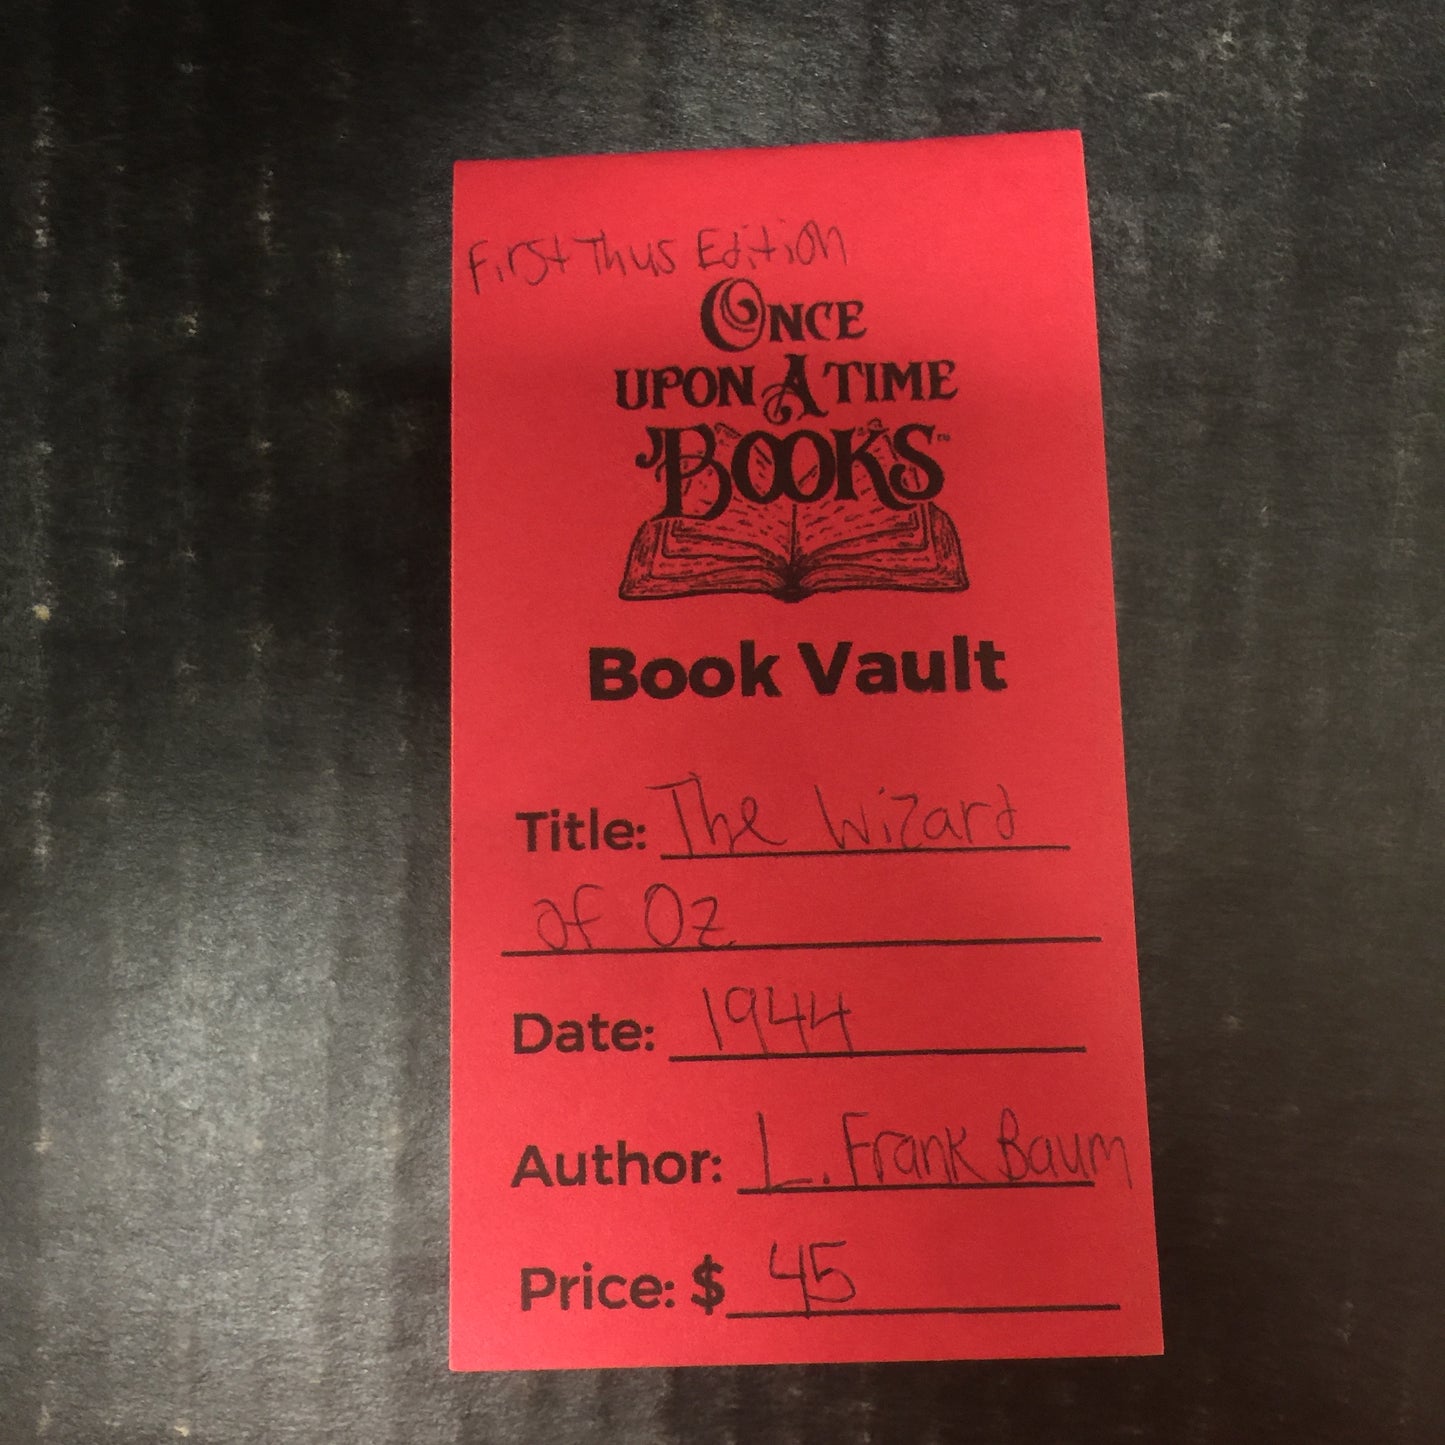 First Thus Edition
ONCE
UPON A TIME
BOOKS™
Book Vault
Title: The Wizard
of Oz
Date: 1944
Author: L. Frank Baum
Price: $ 45